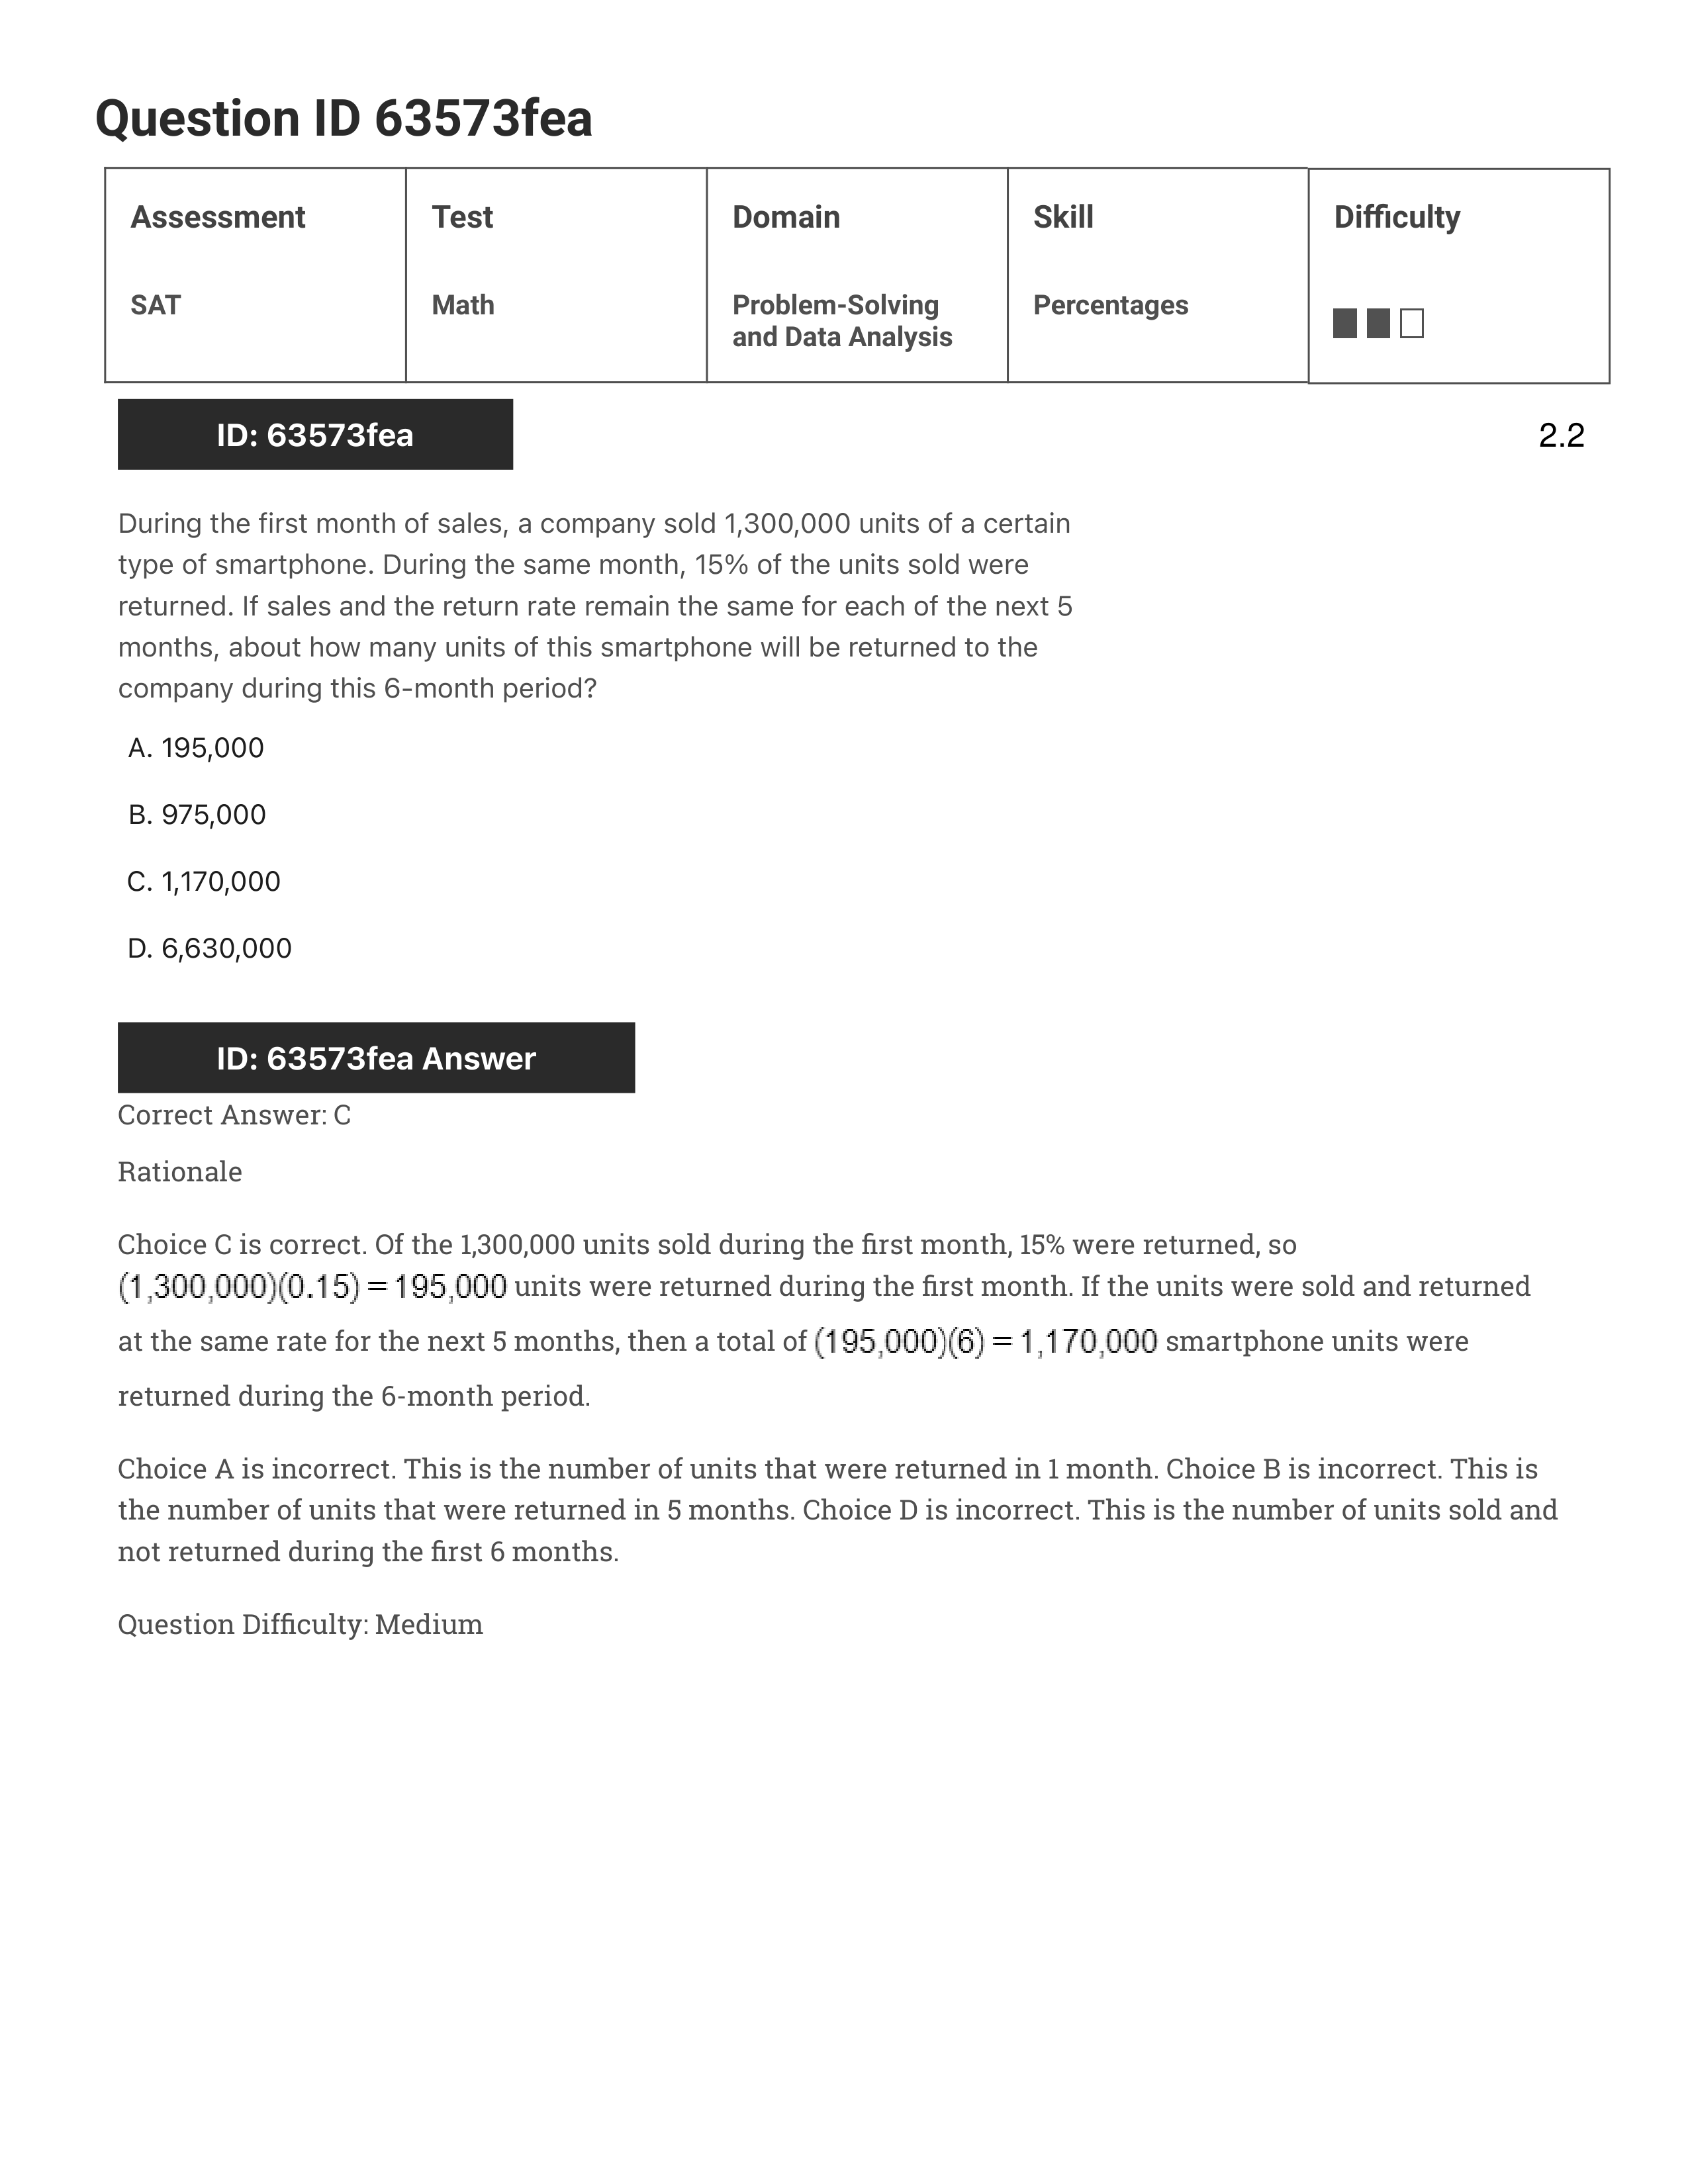 Question ID 63573fea
Assessment Test Domain Skill Difficulty
SAT Math Problem-Solving and Data Analysis Percentages
ID: 63573fea 2.2
During the first month of sales, a company sold 1,300,000 units of a certain
type of smartphone. During the same month, 15% of the units sold were
returned. If sales and the return rate remain the same for each of the next 5
months, about how many units of this smartphone will be returned to the
company during this 6-month period?
A. 195,000
B. 975,000
C. 1,170,000
D. 6,630,000
ID: 63573fea Answer
Correct Answer: C
Rationale
Choice C is correct. Of the 1,300,000 units sold during the first month, 15% were returned, so
(1,300,000)(0.15) = 195,000 units were returned during the first month. If the units were sold and returned
at the same rate for the next 5 months, then a total of (195,000)(6) = 1,170,000 smartphone units were
returned during the 6-month period.
Choice A is incorrect. This is the number of units that were returned in 1 month. Choice B is incorrect. This is
the number of units that were returned in 5 months. Choice D is incorrect. This is the number of units sold and
not returned during the first 6 months.
Question Difficulty: Medium